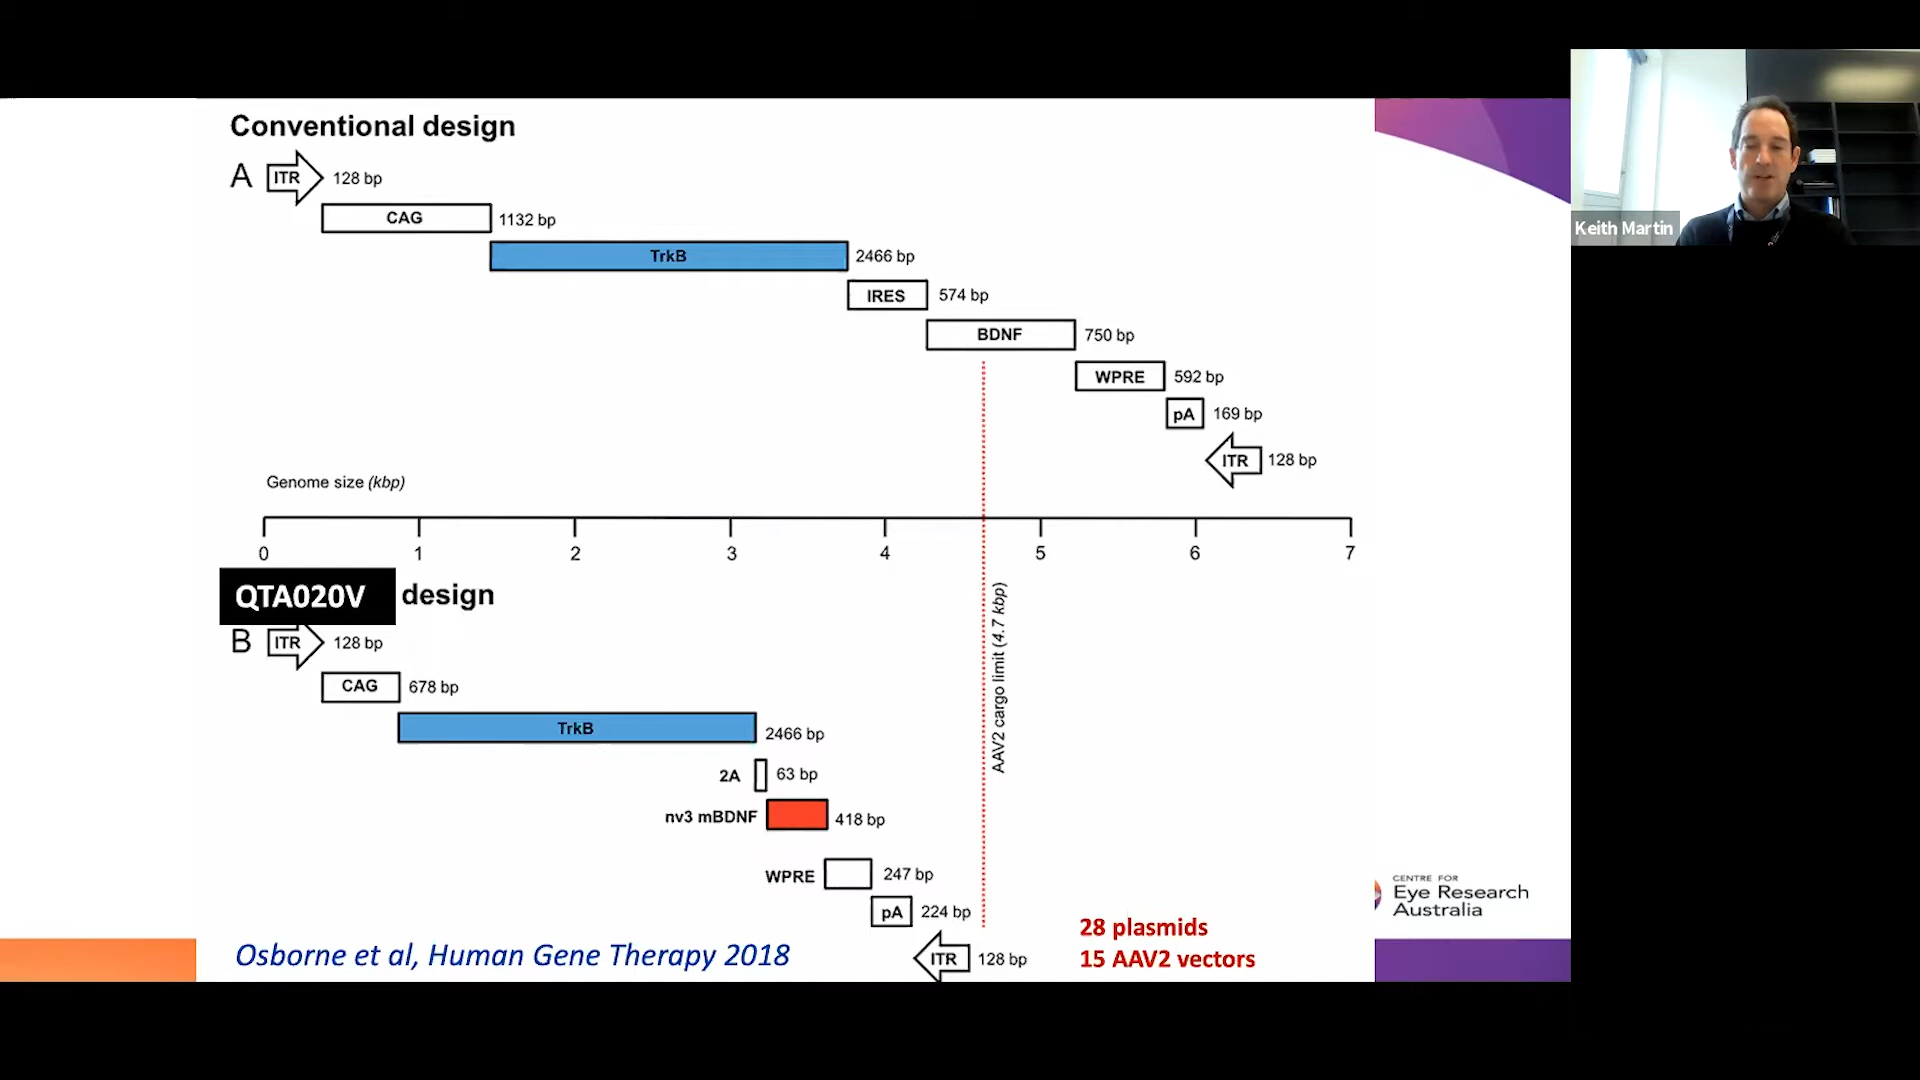 Conventional design
A ITR 128 bp
CAG 1132 bp
TrkB 2466 bp
IRES 574 bp
BDNF 750 bp
WPRE 592 bp
pA 169 bp
ITR 128 bp
Genome size (kbp)
0 1 2 3 4 5 6 7
QTA020V design
B ITR 128 bp
CAG 678 bp
TrkB 2466 bp
2A 63 bp
nv3 mBDNF 418 bp
WPRE 247 bp
pA 224 bp
ITR 128 bp
AAV2 cargo limit (4.7 kbp)
28 plasmids
15 AAV2 vectors
Osborne et al, Human Gene Therapy 2018
CENTRE FOR
Eye Research
Australia
Keith Martin